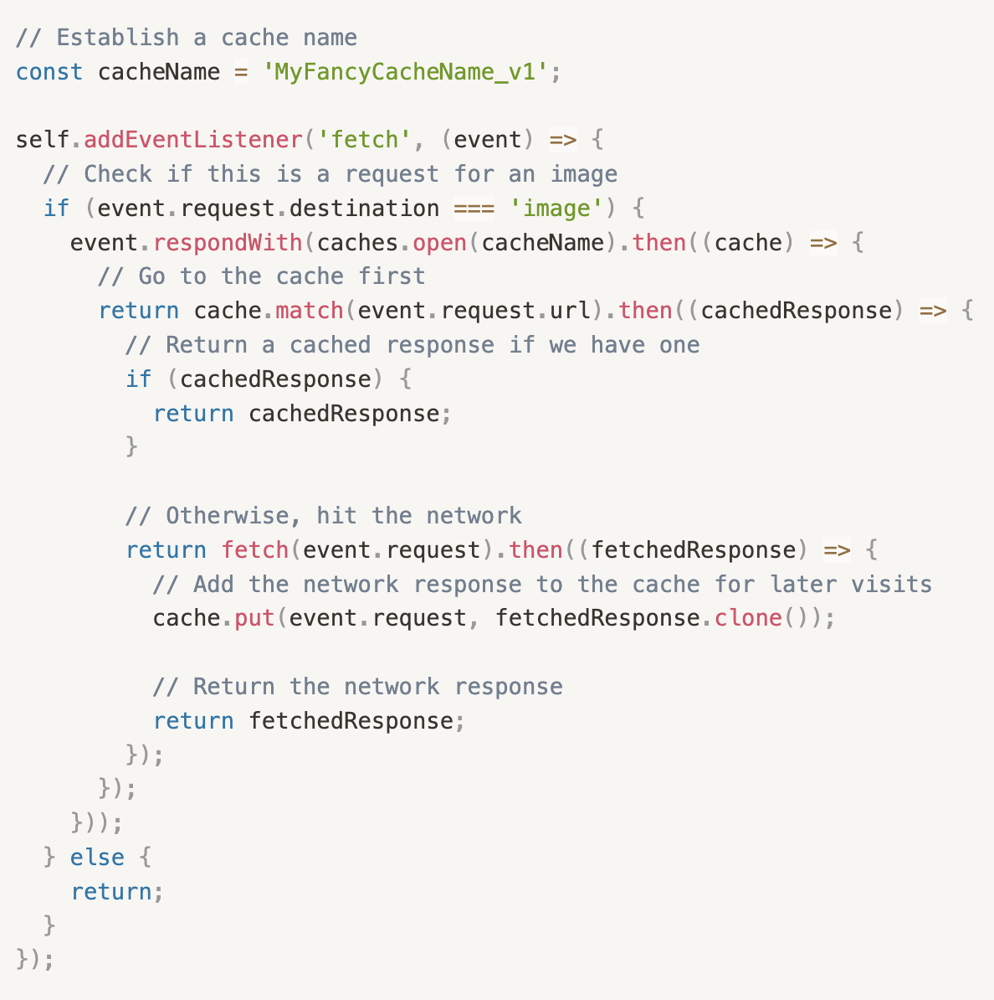 // Establish a cache name
const cacheName = 'MyFancyCacheName_v1';

self.addEventListener('fetch', (event) => {
  // Check if this is a request for an image
  if (event.request.destination === 'image') {
    event.respondWith(caches.open(cacheName).then((cache) => {
      // Go to the cache first
      return cache.match(event.request.url).then((cachedResponse) => {
        // Return a cached response if we have one
        if (cachedResponse) {
          return cachedResponse;
        }

        // Otherwise, hit the network
        return fetch(event.request).then((fetchedResponse) => {
          // Add the network response to the cache for later visits
          cache.put(event.request, fetchedResponse.clone());

          // Return the network response
          return fetchedResponse;
        });
      });
    }));
  } else {
    return;
  }
});